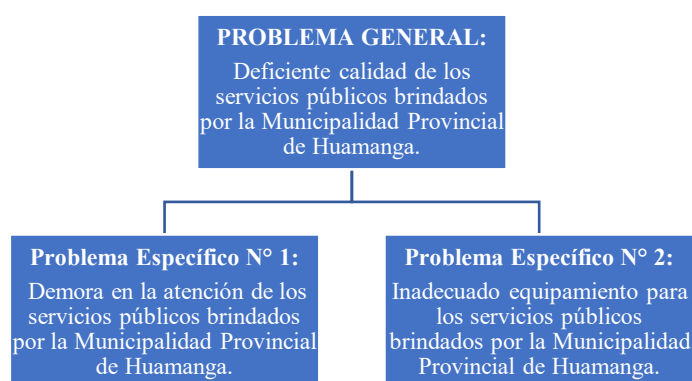 PROBLEMA GENERAL:
Deficiente calidad de los
servicios públicos brindados
por la Municipalidad Provincial
de Huamanga.
Problema Específico N° 1:
Demora en la atención de los
servicios públicos brindados
por la Municipalidad Provincial
de Huamanga.
Problema Específico N° 2:
Inadecuado equipamiento para
los servicios públicos
brindados por la Municipalidad
Provincial de Huamanga.